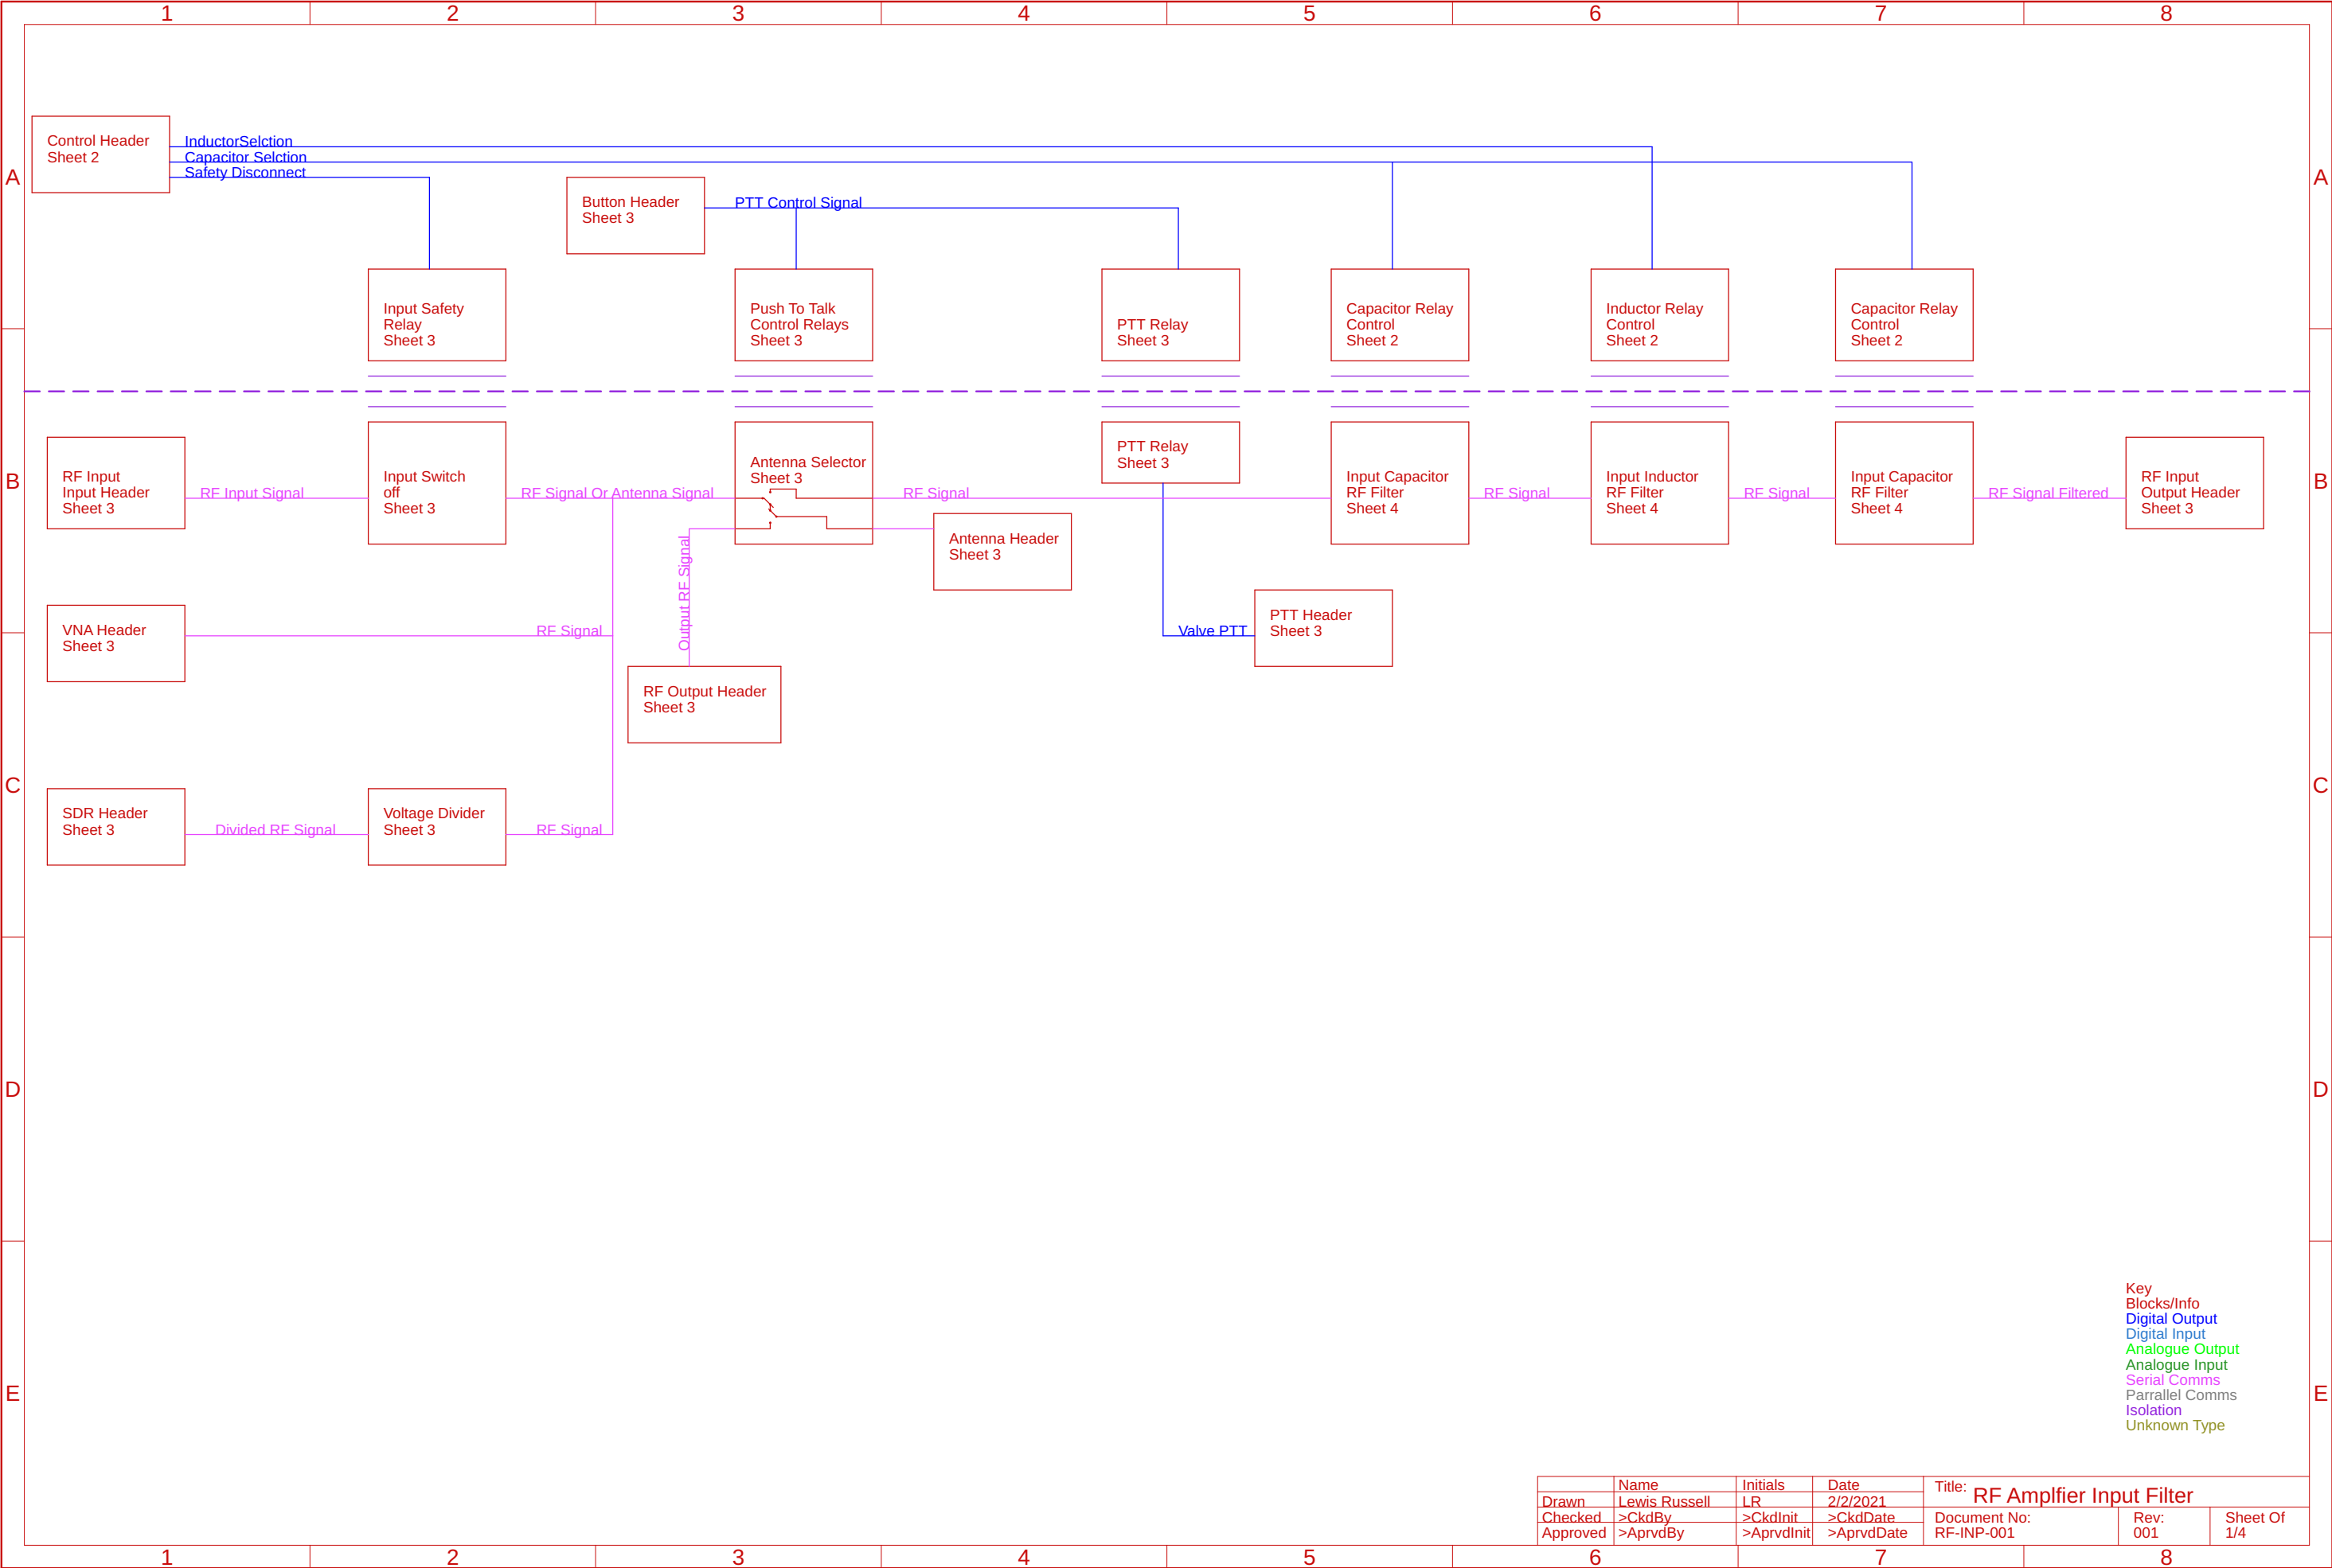 1 2 3 4 5 6 7 8
A A
Control Header
Sheet 2
InductorSelction
Capacitor Selction
Safety Disconnect
Button Header
Sheet 3
PTT Control Signal
Input Safety
Relay
Sheet 3
Push To Talk
Control Relays
Sheet 3
PTT Relay
Sheet 3
Capacitor Relay
Control
Sheet 2
Inductor Relay
Control
Sheet 2
Capacitor Relay
Control
Sheet 2
B B
RF Input
Input Header
Sheet 3
RF Input Signal
Input Switch
off
Sheet 3
RF Signal Or Antenna Signal
Antenna Selector
Sheet 3
RF Signal
Antenna Header
Sheet 3
PTT Relay
Sheet 3
Input Capacitor
RF Filter
Sheet 4
RF Signal
Input Inductor
RF Filter
Sheet 4
RF Signal
Input Capacitor
RF Filter
Sheet 4
RF Signal Filtered
RF Input
Output Header
Sheet 3
VNA Header
Sheet 3
RF Signal
Output RF Signal
RF Output Header
Sheet 3
Valve PTT
PTT Header
Sheet 3
C C
SDR Header
Sheet 3
Divided RF Signal
Voltage Divider
Sheet 3
RF Signal
D D
E E
Key
Blocks/Info
Digital Output
Digital Input
Analogue Output
Analogue Input
Serial Comms
Parrallel Comms
Isolation
Unknown Type
Name Initials Date
Drawn Lewis Russell LR 2/2/2021
Checked >CkdBy >CkdInit >CkdDate
Approved >AprvdBy >AprvdInit >AprvdDate
Title: RF Amplfier Input Filter
Document No: Rev: Sheet Of
RF-INP-001 001 1/4
1 2 3 4 5 6 7 8